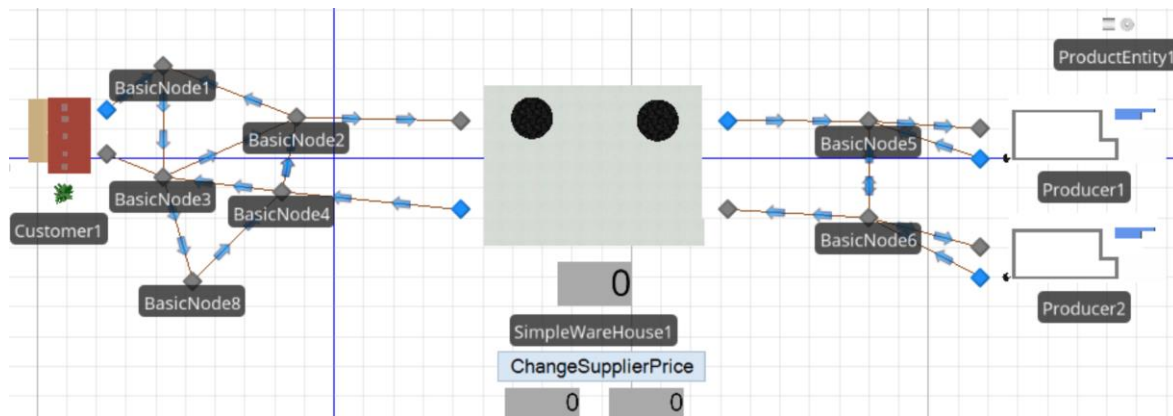 ProductEntity1
BasicNode1
BasicNode2
BasicNode5
BasicNode3
Producer1
BasicNode4
Customer1
BasicNode6
BasicNode8
0
Producer2
SimpleWareHouse1
ChangeSupplierPrice
0 0